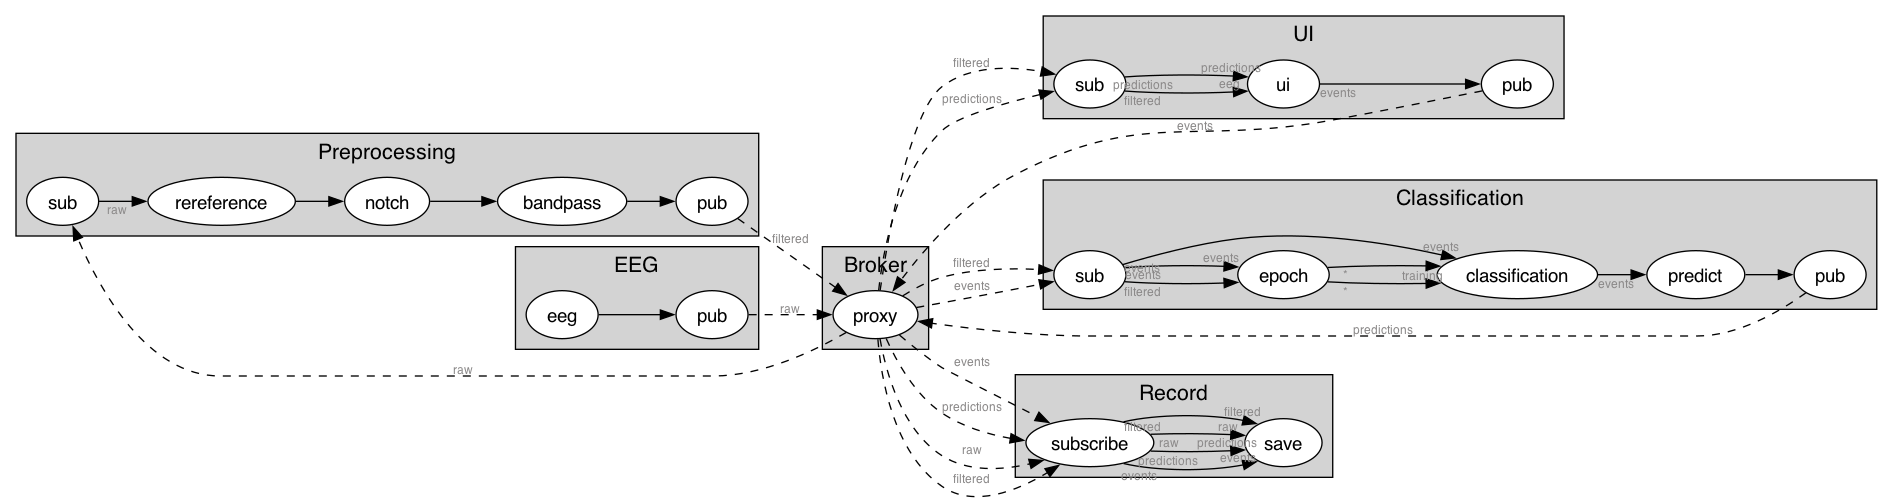 UI
filtered
sub
predictions
predictions
eeg
filtered
ui
events
pub
predictions
events
Preprocessing
sub
raw
rereference
notch
bandpass
pub
filtered
Classification
sub
events
events
events
filtered
events
epoch
*
*
events
training
classification
events
predict
pub
EEG
eeg
pub
raw
Broker
proxy
filtered
events
predictions
raw
events
predictions
raw
filtered
Record
subscribe
filtered
raw
predictions
events
filtered
raw
predictions
events
save